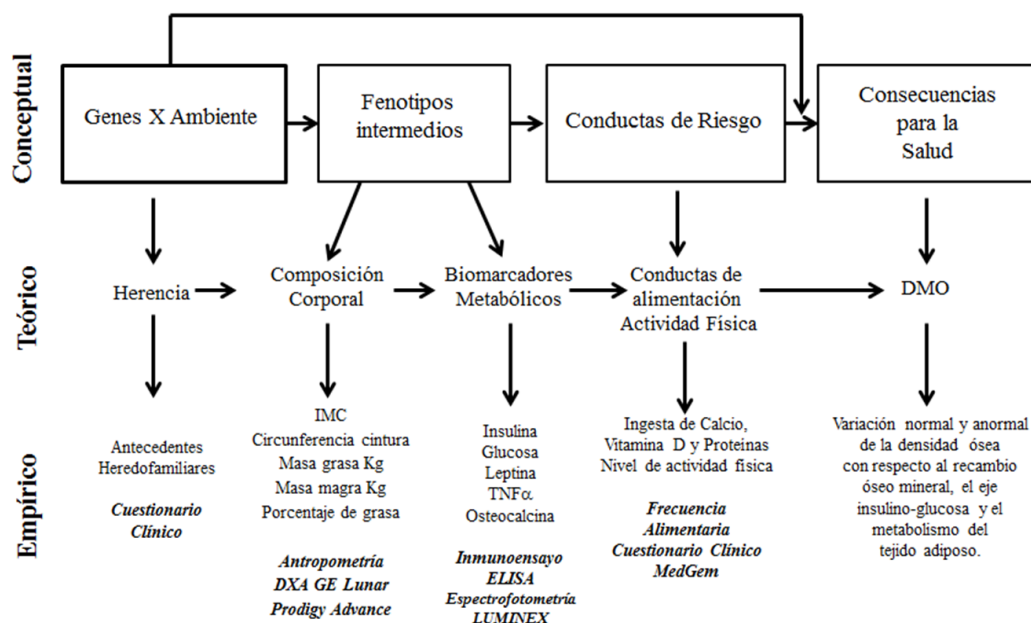 Conceptual
Genes X Ambiente
Fenotipos
intermedios
Conductas de Riesgo
Consecuencias
para la
Salud
Teórico
Herencia
Composición
Corporal
Biomarcadores
Metabólicos
Conductas de
alimentación
Actividad Física
DMO
Empírico
Antecedentes
Heredofamiliares
Cuestionario
Clínico
IMC
Circunferencia cintura
Masa grasa Kg
Masa magra Kg
Porcentaje de grasa
Antropometría
DXA GE Lunar
Prodigy Advance
Insulina
Glucosa
Leptina
TNFα
Osteocalcina
Inmunoensayo
ELISA
Espectrofotometría
LUMINEX
Ingesta de Calcio,
Vitamina D y Proteinas
Nivel de actividad física
Frecuencia
Alimentaria
Cuestionario Clínico
MedGem
Variación normal y anormal
de la densidad ósea
con respecto al recambio
óseo mineral, el eje
insulino-glucosa y el
metabolismo del
tejido adiposo.